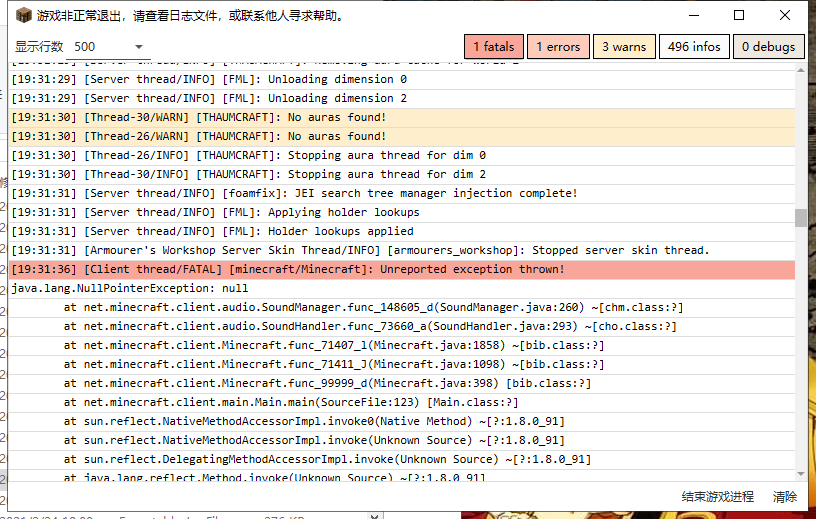 游戏非正常退出，请查看日志文件，或联系他人寻求帮助。
显示行数 500 1 fatals 1 errors 3 warns 496 infos 0 debugs
[19:31:29] [Server thread/INFO] [FML]: Unloading dimension 0
[19:31:29] [Server thread/INFO] [FML]: Unloading dimension 2
[19:31:30] [Thread-30/WARN] [THAUMCRAFT]: No auras found!
[19:31:30] [Thread-26/WARN] [THAUMCRAFT]: No auras found!
[19:31:30] [Thread-26/INFO] [THAUMCRAFT]: Stopping aura thread for dim 0
[19:31:30] [Thread-30/INFO] [THAUMCRAFT]: Stopping aura thread for dim 2
[19:31:31] [Server thread/INFO] [foamfix]: JEI search tree manager injection complete!
[19:31:31] [Server thread/INFO] [FML]: Applying holder lookups
[19:31:31] [Server thread/INFO] [FML]: Holder lookups applied
[19:31:31] [Armourer's Workshop Server Skin Thread/INFO] [armourers_workshop]: Stopped server skin thread.
[19:31:36] [Client thread/FATAL] [minecraft/Minecraft]: Unreported exception thrown!
java.lang.NullPointerException: null
at net.minecraft.client.audio.SoundManager.func_148605_d(SoundManager.java:260) ~[chm.class:?]
at net.minecraft.client.audio.SoundHandler.func_73660_a(SoundHandler.java:293) ~[cho.class:?]
at net.minecraft.client.Minecraft.func_71407_l(Minecraft.java:1858) ~[bib.class:?]
at net.minecraft.client.Minecraft.func_71411_J(Minecraft.java:1098) ~[bib.class:?]
at net.minecraft.client.Minecraft.func_99999_d(Minecraft.java:398) [bib.class:?]
at net.minecraft.client.main.Main.main(SourceFile:123) [Main.class:?]
at sun.reflect.NativeMethodAccessorImpl.invoke0(Native Method) ~[?:1.8.0_91]
at sun.reflect.NativeMethodAccessorImpl.invoke(Unknown Source) ~[?:1.8.0_91]
at sun.reflect.DelegatingMethodAccessorImpl.invoke(Unknown Source) ~[?:1.8.0_91]
at java.lang.reflect.Method.invoke(Unknown Source) ~[?:1.8.0_91]
结束游戏进程 清除